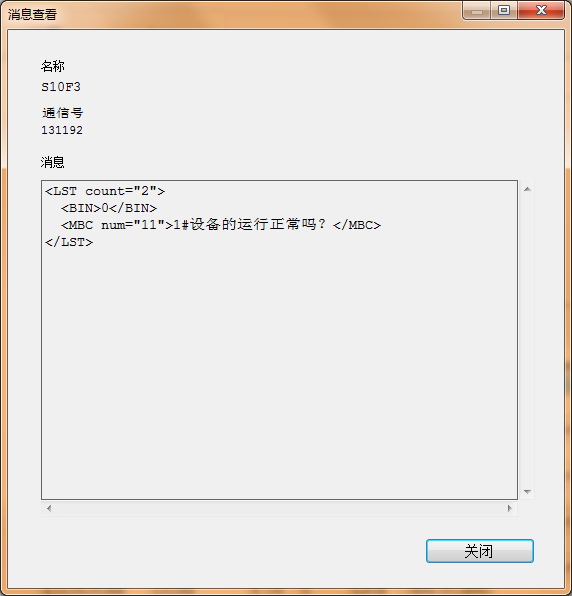 消息查看
名称
S10F3
通信号
131192
消息
<LST count="2">
  <BIN>0</BIN>
  <MBC num="11">1#设备的运行正常吗？</MBC>
</LST>
关闭